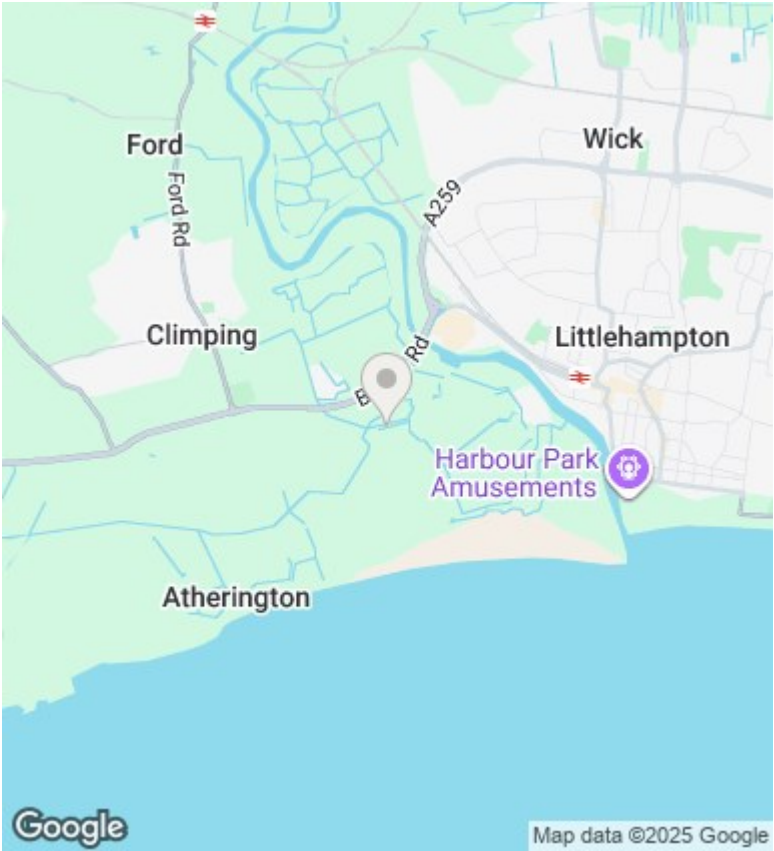 Ford
Wick
Ford Rd
A259
Climping
Rd
Littlehampton
Harbour Park
Amusements
Atherington
Google
Map data ©2025 Google